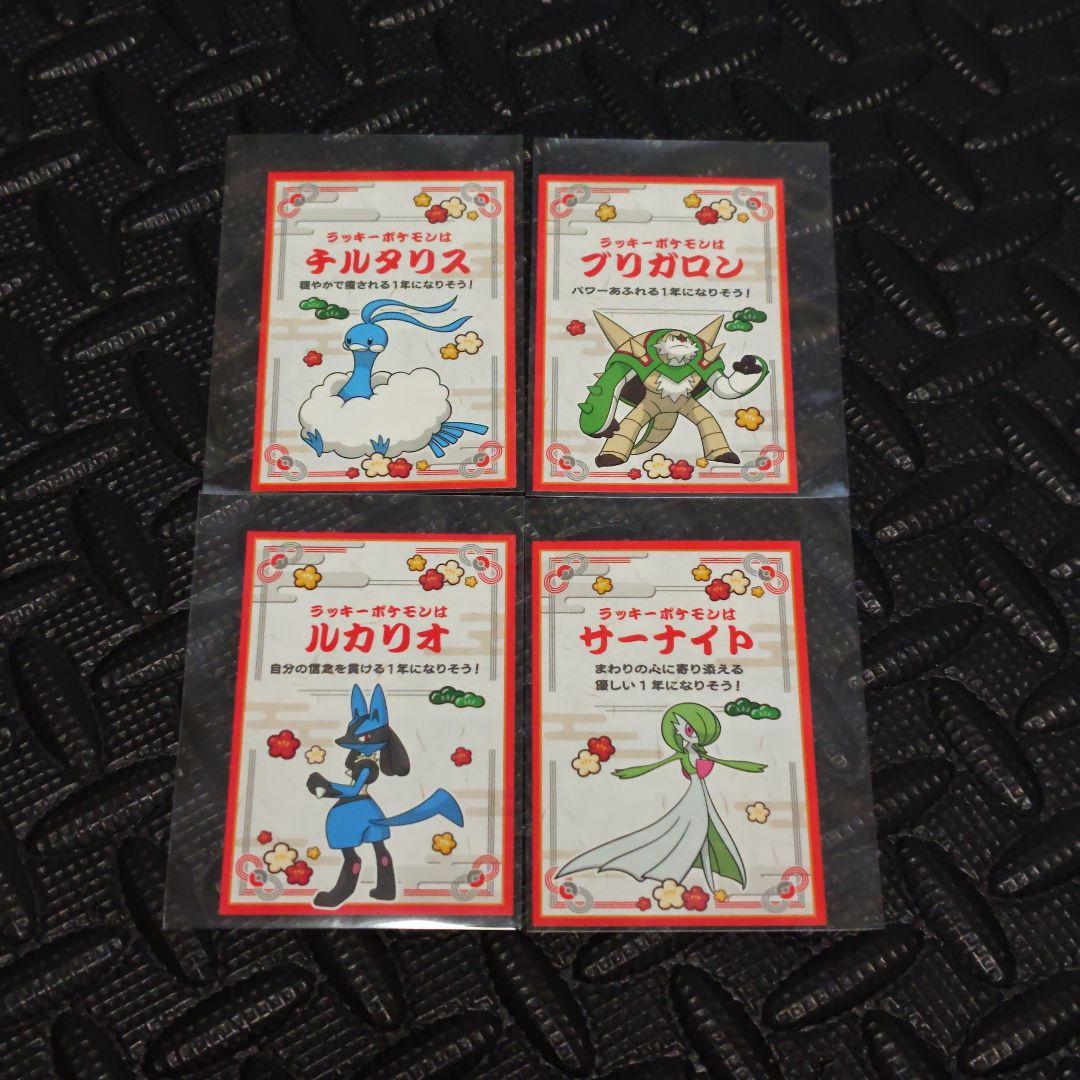 ラッキーポケモンは
チルタリス
穏やかで癒される1年になりそう!
ラッキーポケモンは
ブリガロン
パワーあふれる1年になりそう!
ラッキーポケモンは
ルカリオ
自分の信念を貫ける1年になりそう!
ラッキーポケモンは
サーナイト
まわりの心に寄り添える
優しい1年になりそう!